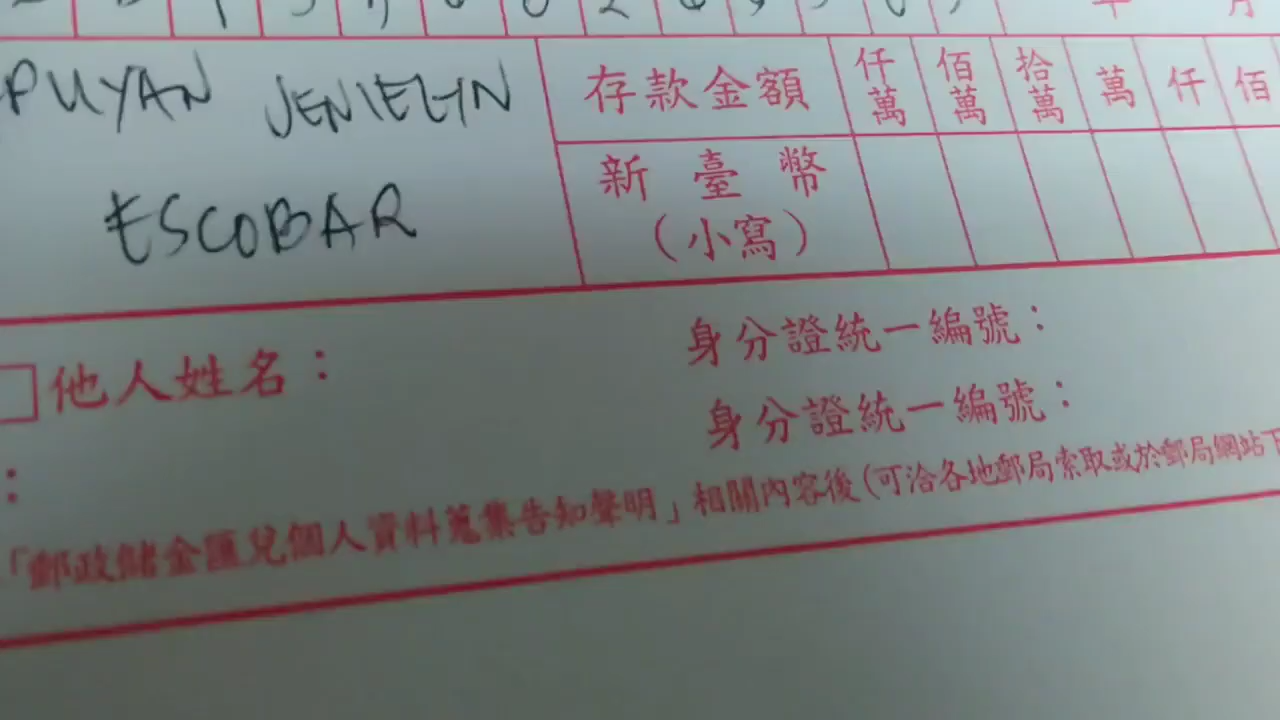 年 月
PUYAN JENIELYN
ESCOBAR
存款金額
仟萬 佰萬 拾萬 萬 仟 佰
新臺幣
（小寫）
□他人姓名： 身分證統一編號：
： 身分證統一編號：
「郵政儲金匯兌個人資料蒐集告知聲明」相關內容後（可洽各地郵局索取或於郵局網站下